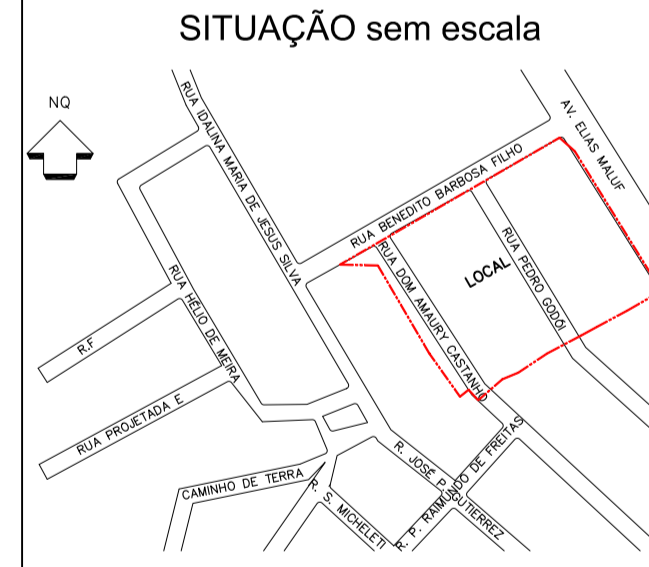 SITUAÇÃO sem escala
NQ
RUA IDALINA MARIA DE JESUS SILVA
AV. ELIAS MALUF
RUA BENEDITO BARBOSA FILHO
RUA DOM AMAURY CASTANHO
LOCAL
RUA PEDRO GODÓI
RUA HÉLIO DE MEIRA
R.F
RUA PROJETADA E
CAMINHO DE TERRA
R. S. MICHELETI
R. JOSÉ P. GUTIERREZ
R. P. RAIMUNDO DE FREITAS